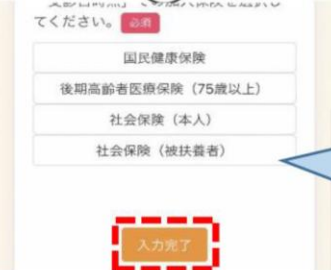 てください。 必須
国民健康保険
後期高齢者医療保険（75歳以上）
社会保険（本人）
社会保険（被扶養者）
入力完了